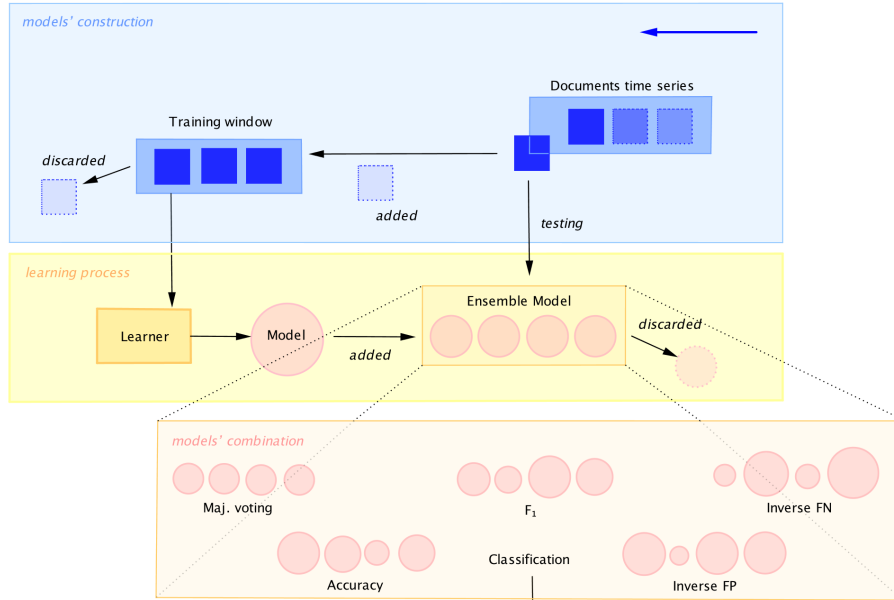 models' construction
Documents time series
Training window
discarded
added
testing
learning process
Ensemble Model
Learner
Model
added
discarded
models' combination
Maj. voting
F₁
Inverse FN
Classification
Accuracy
Inverse FP